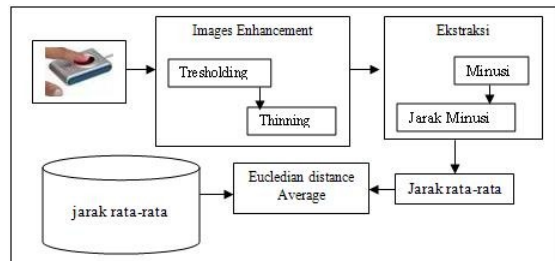 Images Enhancement
Tresholding
Thinning
Ekstraksi
Minusi
Jarak Minusi
Jarak rata-rata
Eucledian distance
Average
jarak rata-rata